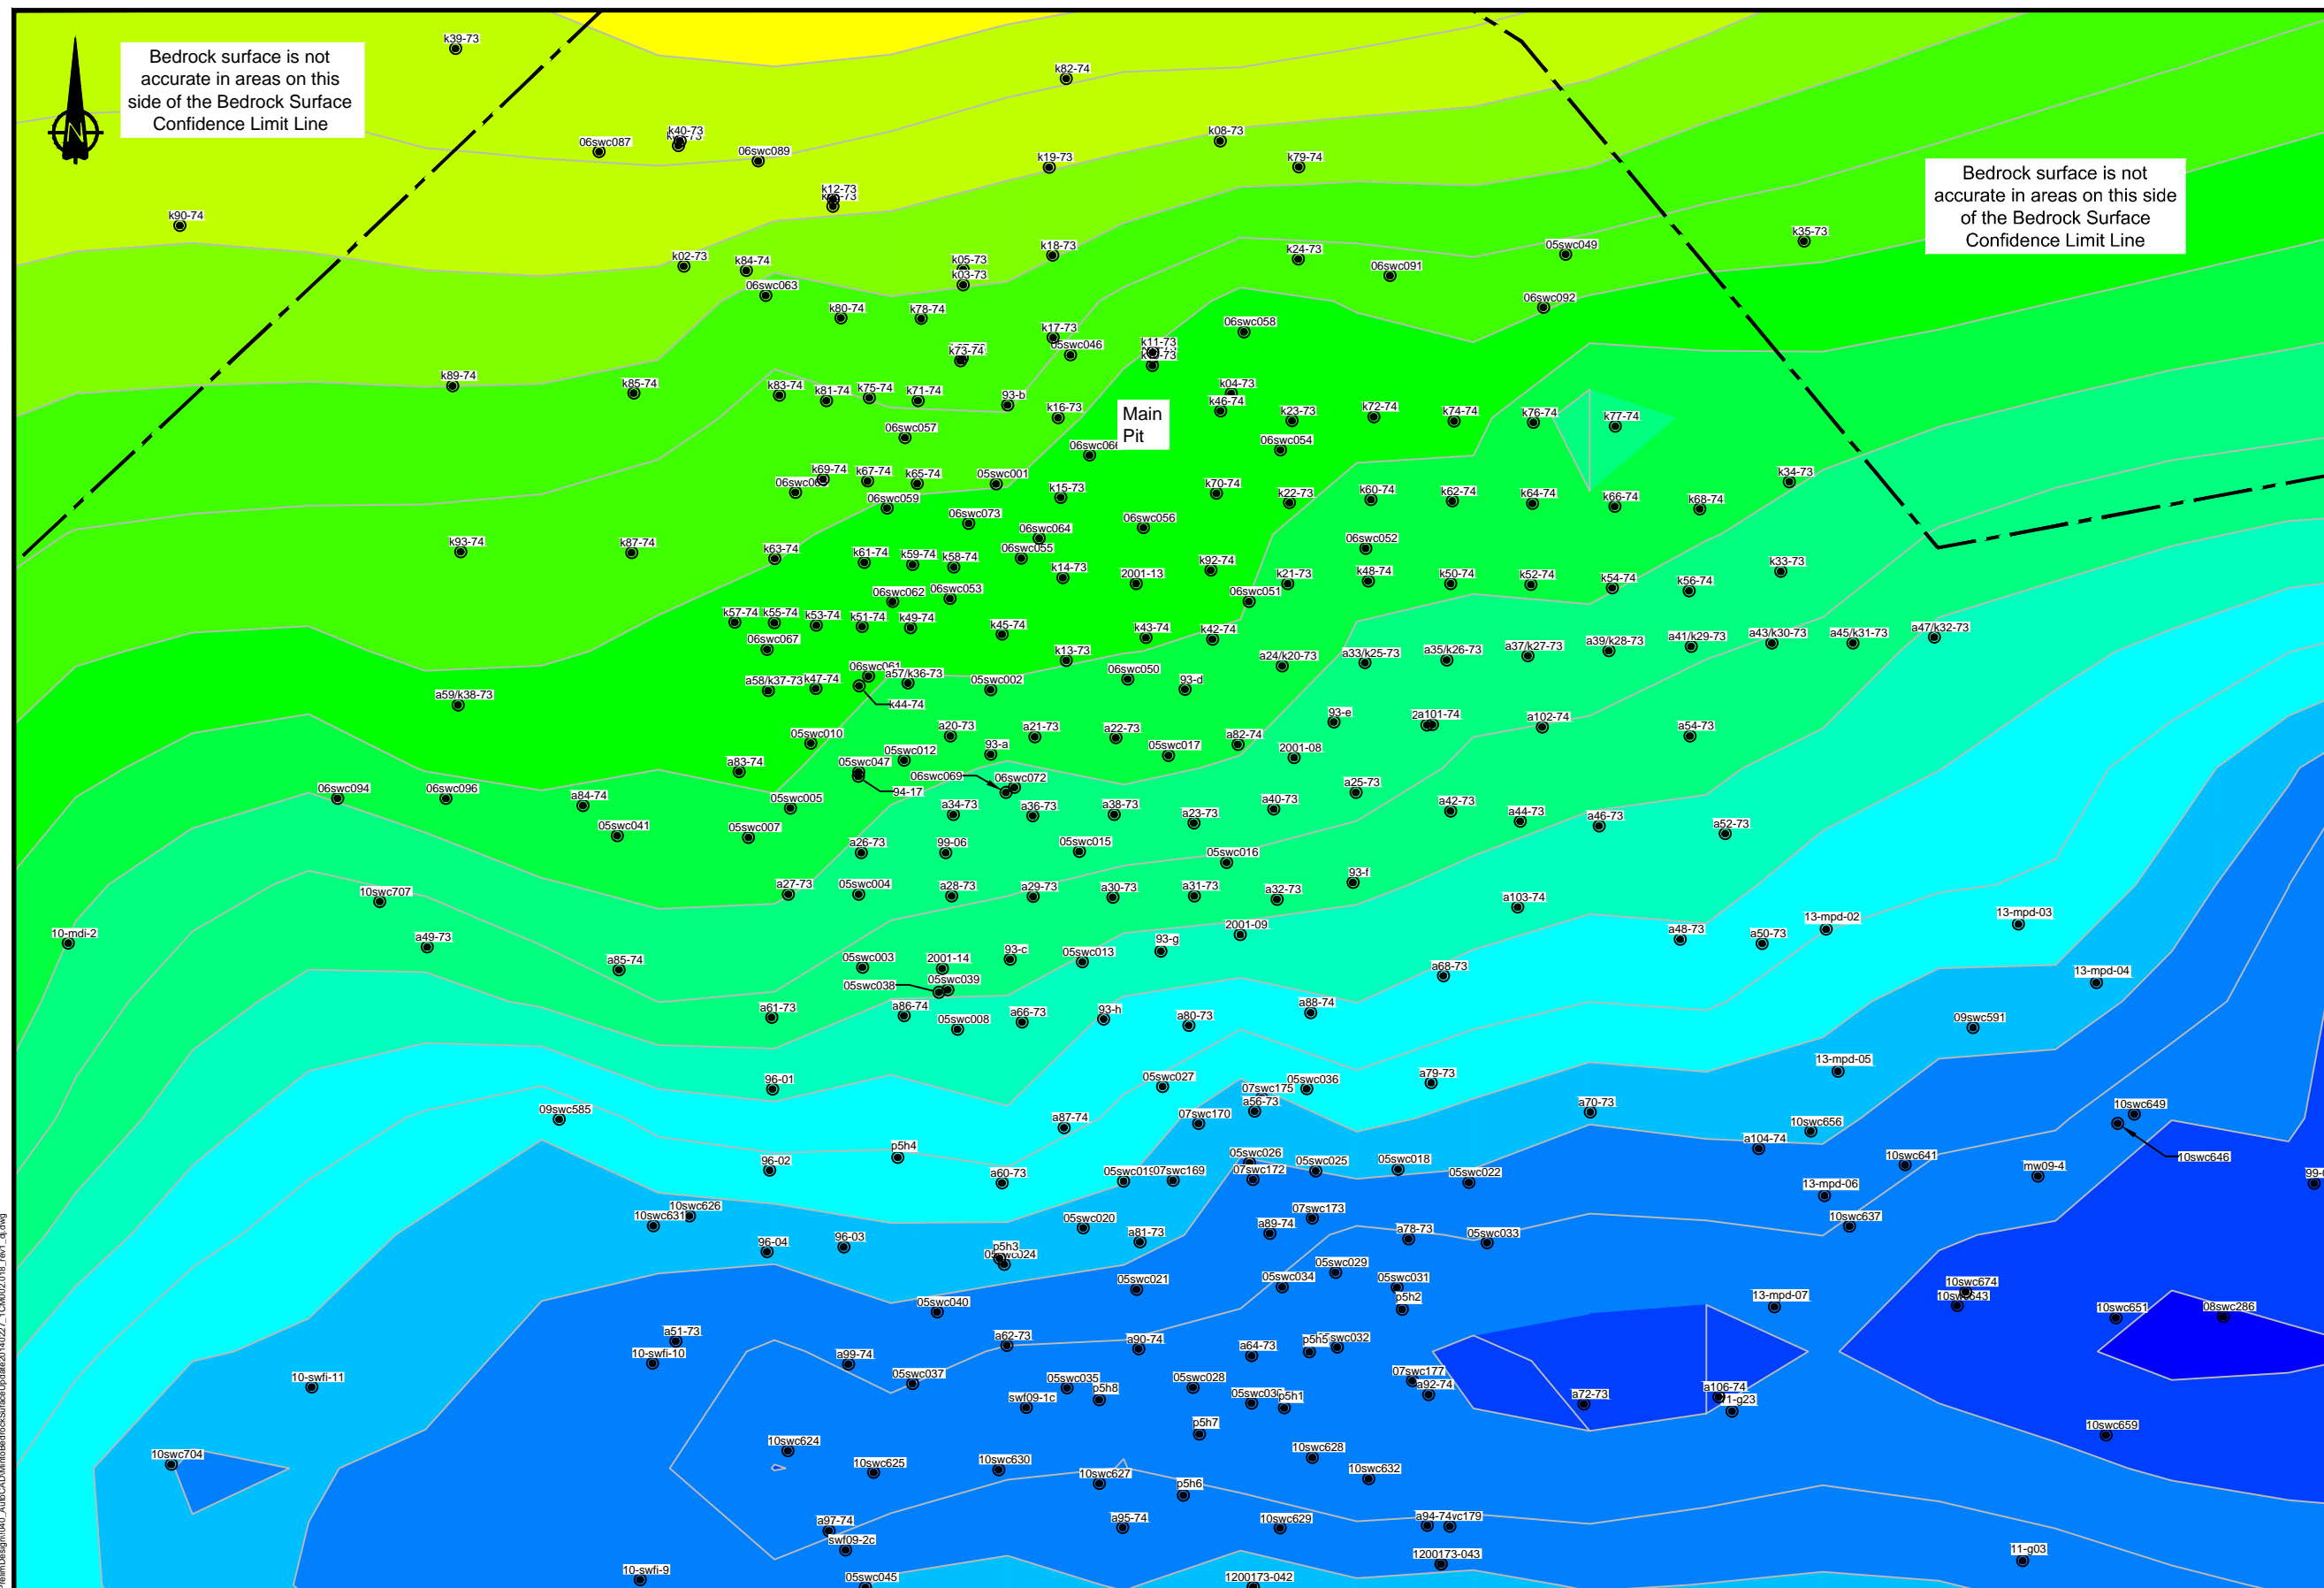 Bedrock surface is not
accurate in areas on this
side of the Bedrock Surface
Confidence Limit Line
N
k39-73
k82-74
k40-73
06swc087
06swc089
k08-73
k19-73
k79-74
Bedrock surface is not
accurate in areas on this side
of the Bedrock Surface
Confidence Limit Line
k12-73
k90-74
k02-73
k84-74
k05-73
k03-73
k18-73
k24-73
06swc091
05swc049
k35-73
06swc063
k80-74
k78-74
06swc092
k17-73
05swc046
06swc058
k11-73
k73-74
k89-74
k85-74
k83-74
k81-74
k75-74
k71-74
93-b
k16-73
Main
Pit
k04-73
k46-74
k23-73
k72-74
k74-74
k76-74
k77-74
06swc057
06swc054
k69-74
k67-74
k65-74
05swc001
k15-73
k70-74
k22-73
k60-74
k62-74
k64-74
k66-74
k68-74
k34-73
06swc059
06swc073
06swc064
06swc056
06swc052
k93-74
k87-74
k63-74
k61-74
k59-74
k58-74
06swc055
k14-73
2001-13
k92-74
k21-73
k48-74
k50-74
k52-74
k54-74
k56-74
k33-73
06swc062
06swc053
06swc051
k57-74
k55-74
k53-74
k51-74
k49-74
k45-74
k43-74
k42-74
06swc067
k13-73
a24/k20-73
a33/k25-73
a35/k26-73
a37/k27-73
a39/k28-73
a41/k29-73
a43/k30-73
a45/k31-73
a47/k32-73
06swc061
a59/k38-73
a58/k37-73
k47-74
a57/k36-73
05swc002
06swc050
93-d
k44-74
05swc010
a20-73
a21-73
a22-73
a82-74
93-e
2a101-74
a102-74
a54-73
05swc012
93-a
05swc017
2001-08
a83-74
05swc047
06swc069
06swc072
94-17
06swc094
06swc096
a84-74
05swc005
a34-73
a36-73
a38-73
a23-73
a40-73
a25-73
a42-73
a44-73
a46-73
a52-73
05swc041
05swc007
a26-73
99-06
05swc015
05swc016
10swc707
a27-73
05swc004
a28-73
a29-73
a30-73
a31-73
a32-73
93-f
a103-74
13-mpd-02
13-mpd-03
10-mdi-2
a49-73
a85-74
05swc003
2001-14
93-c
05swc013
93-g
2001-09
a68-73
a48-73
a50-73
05swc038
05swc039
13-mpd-04
a61-73
a86-74
05swc008
a66-73
93-h
a80-73
a88-74
09swc591
96-01
05swc027
07swc175
05swc036
a79-73
13-mpd-05
09swc585
a87-74
07swc170
a56-73
a70-73
10swc656
10swc649
p5h4
96-02
a60-73
07swc169
05swc026
07swc172
05swc025
05swc018
05swc022
a104-74
10swc641
10swc646
mw09-4
10swc626
10swc631
05swc020
a81-73
a89-74
07swc173
a78-73
05swc033
13-mpd-06
10swc637
96-04
96-03
p5h3
05swc021
05swc034
05swc029
05swc031
p5h2
05swc040
13-mpd-07
10swc674
10swc651
08swc286
a51-73
10-swfi-10
a99-74
a62-73
a90-74
a64-73
p5h5
10-swfi-11
05swc037
05swc035
p5h8
swf09-1c
05swc028
p5h1
07swc177
a92-74
a72-73
a106-74
p5h7
10swc659
10swc704
10swc624
10swc625
10swc630
10swc627
p5h6
10swc628
10swc632
a97-74
swf09-2c
a95-74
10swc629
a94-74
1200173-043
11-g03
10-swfi-9
05swc045
1200173-042